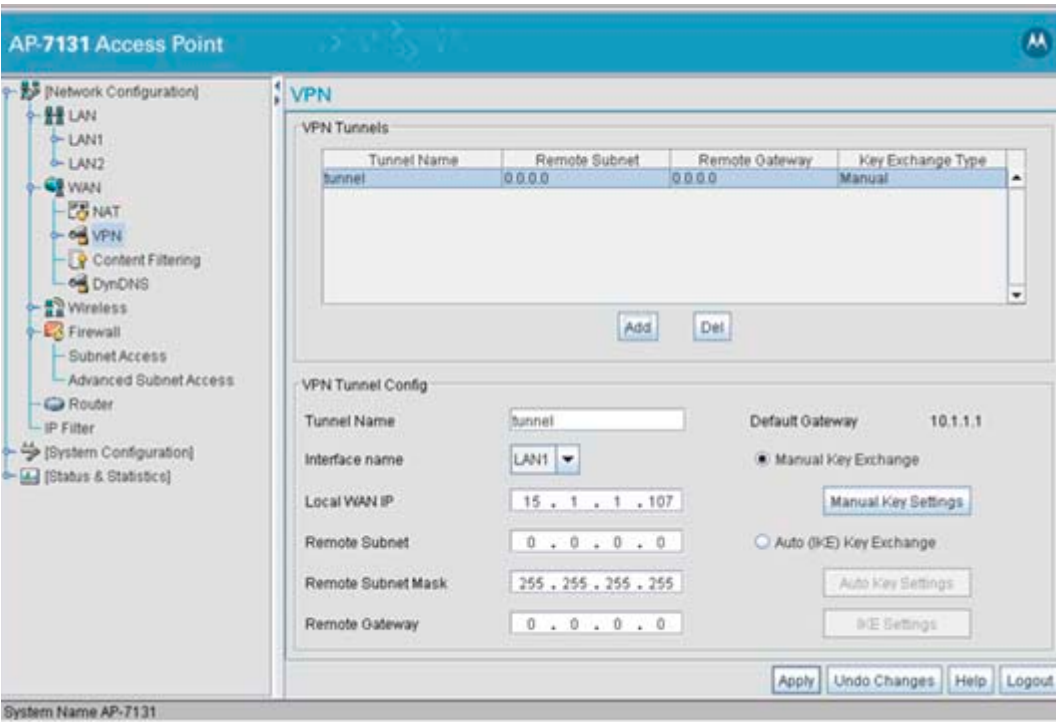 AP-7131 Access Point
[Network Configuration]
LAN
LAN1
LAN2
WAN
NAT
VPN
Content Filtering
DynDNS
Wireless
Firewall
Subnet Access
Advanced Subnet Access
Router
IP Filter
[System Configuration]
[Status & Statistics]
VPN
VPN Tunnels
Tunnel Name Remote Subnet Remote Gateway Key Exchange Type
tunnel 0.0.0.0 0.0.0.0 Manual
Add Del
VPN Tunnel Config
Tunnel Name tunnel Default Gateway 10.1.1.1
Interface name LAN1 Manual Key Exchange
Local WAN IP 15 . 1 . 1 . 107 Manual Key Settings
Remote Subnet 0 . 0 . 0 . 0 Auto (IKE) Key Exchange
Remote Subnet Mask 255 . 255 . 255 . 255 Auto Key Settings
Remote Gateway 0 . 0 . 0 . 0 IKE Settings
Apply Undo Changes Help Logout
System Name AP-7131